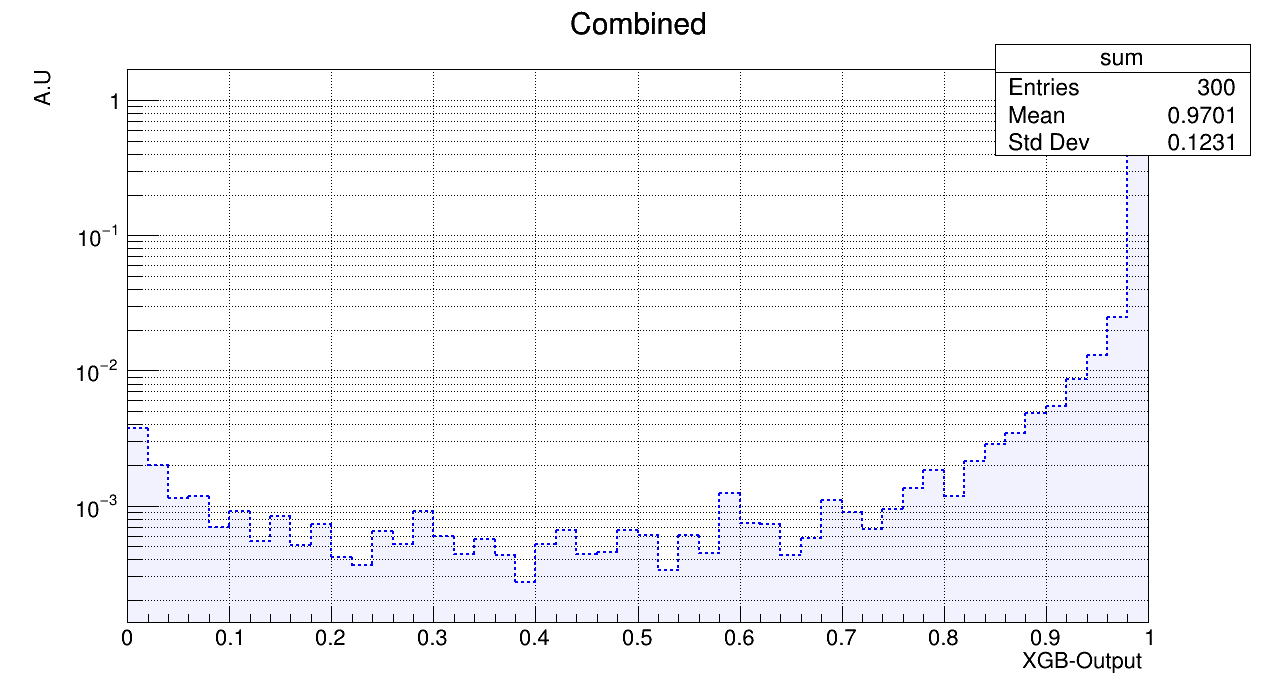 Combined
sum
Entries 300
Mean 0.9701
Std Dev 0.1231
A.U
1
10⁻¹
10⁻²
10⁻³
0 0.1 0.2 0.3 0.4 0.5 0.6 0.7 0.8 0.9 1
XGB-Output